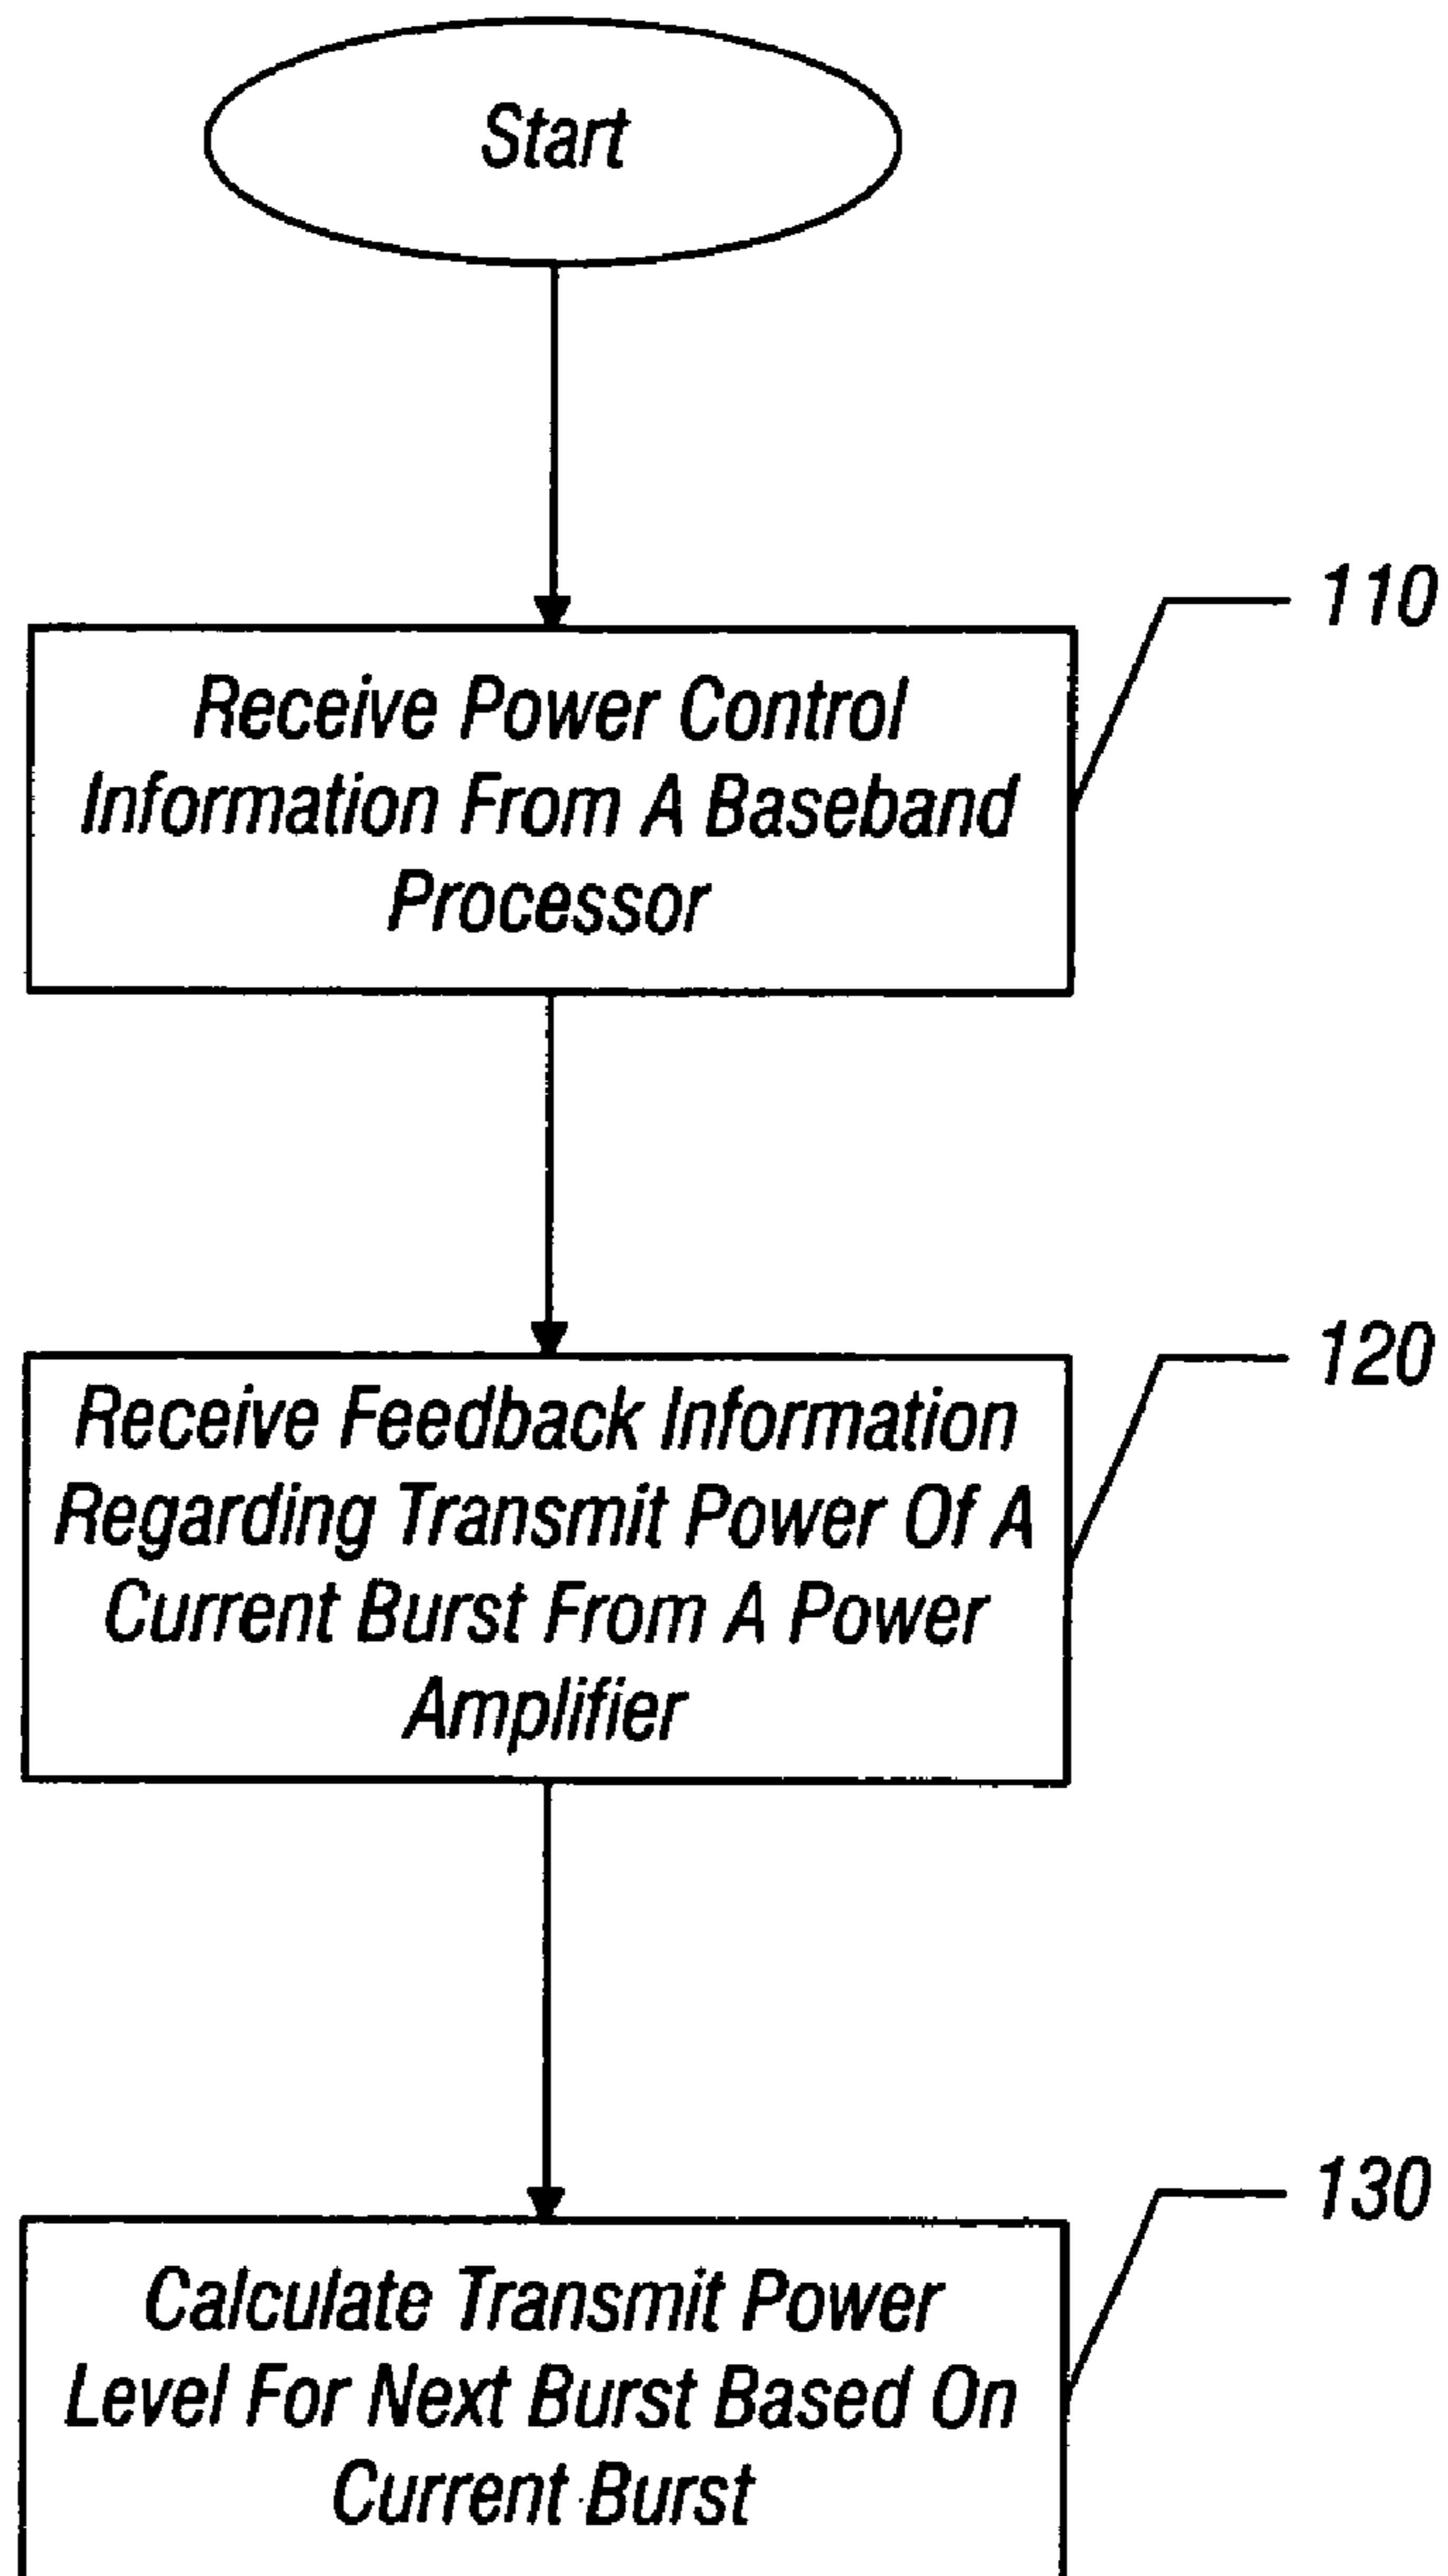 Start
110
Receive Power Control
Information From A Baseband
Processor
120
Receive Feedback Information
Regarding Transmit Power Of A
Current Burst From A Power
Amplifier
130
Calculate Transmit Power
Level For Next Burst Based On
Current Burst